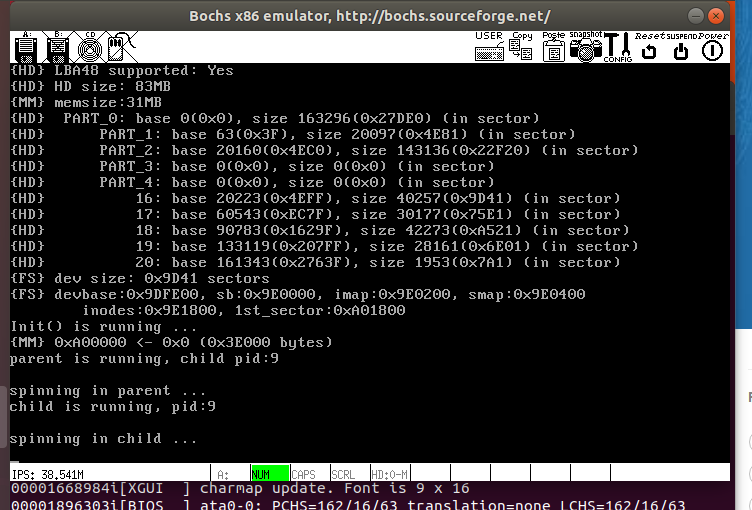 Bochs x86 emulator, http://bochs.sourceforge.net/
A: B: CD USER Copy Paste snapshot CONFIG Reset SUSPEND Power
{HD} LBA48 supported: Yes
{HD} HD size: 83MB
{MM} memsize:31MB
{HD} PART_0: base 0(0x0), size 163296(0x27DE0) (in sector)
{HD} PART_1: base 63(0x3F), size 20097(0x4E81) (in sector)
{HD} PART_2: base 20160(0x4EC0), size 143136(0x22F20) (in sector)
{HD} PART_3: base 0(0x0), size 0(0x0) (in sector)
{HD} PART_4: base 0(0x0), size 0(0x0) (in sector)
{HD} 16: base 20223(0x4EFF), size 40257(0x9D41) (in sector)
{HD} 17: base 60543(0xEC7F), size 30177(0x75E1) (in sector)
{HD} 18: base 90783(0x1629F), size 42273(0xA521) (in sector)
{HD} 19: base 133119(0x207FF), size 28161(0x6E01) (in sector)
{HD} 20: base 161343(0x2763F), size 1953(0x7A1) (in sector)
{FS} dev size: 0x9D41 sectors
{FS} devbase:0x9DFE00, sb:0x9E0000, imap:0x9E0200, smap:0x9E0400
inodes:0x9E1800, 1st_sector:0xA01800
Init() is running ...
{MM} 0xA00000 <- 0x0 (0x3E000 bytes)
parent is running, child pid:9
spinning in parent ...
child is running, pid:9
spinning in child ...
IPS: 38.541M A: NUM CAPS SCRL HD:0-M
00001668984i[XGUI ] charmap update. Font is 9 x 16
00001896303i[BIOS ] ata0-0: PCHS=162/16/63 translation=none LCHS=162/16/63